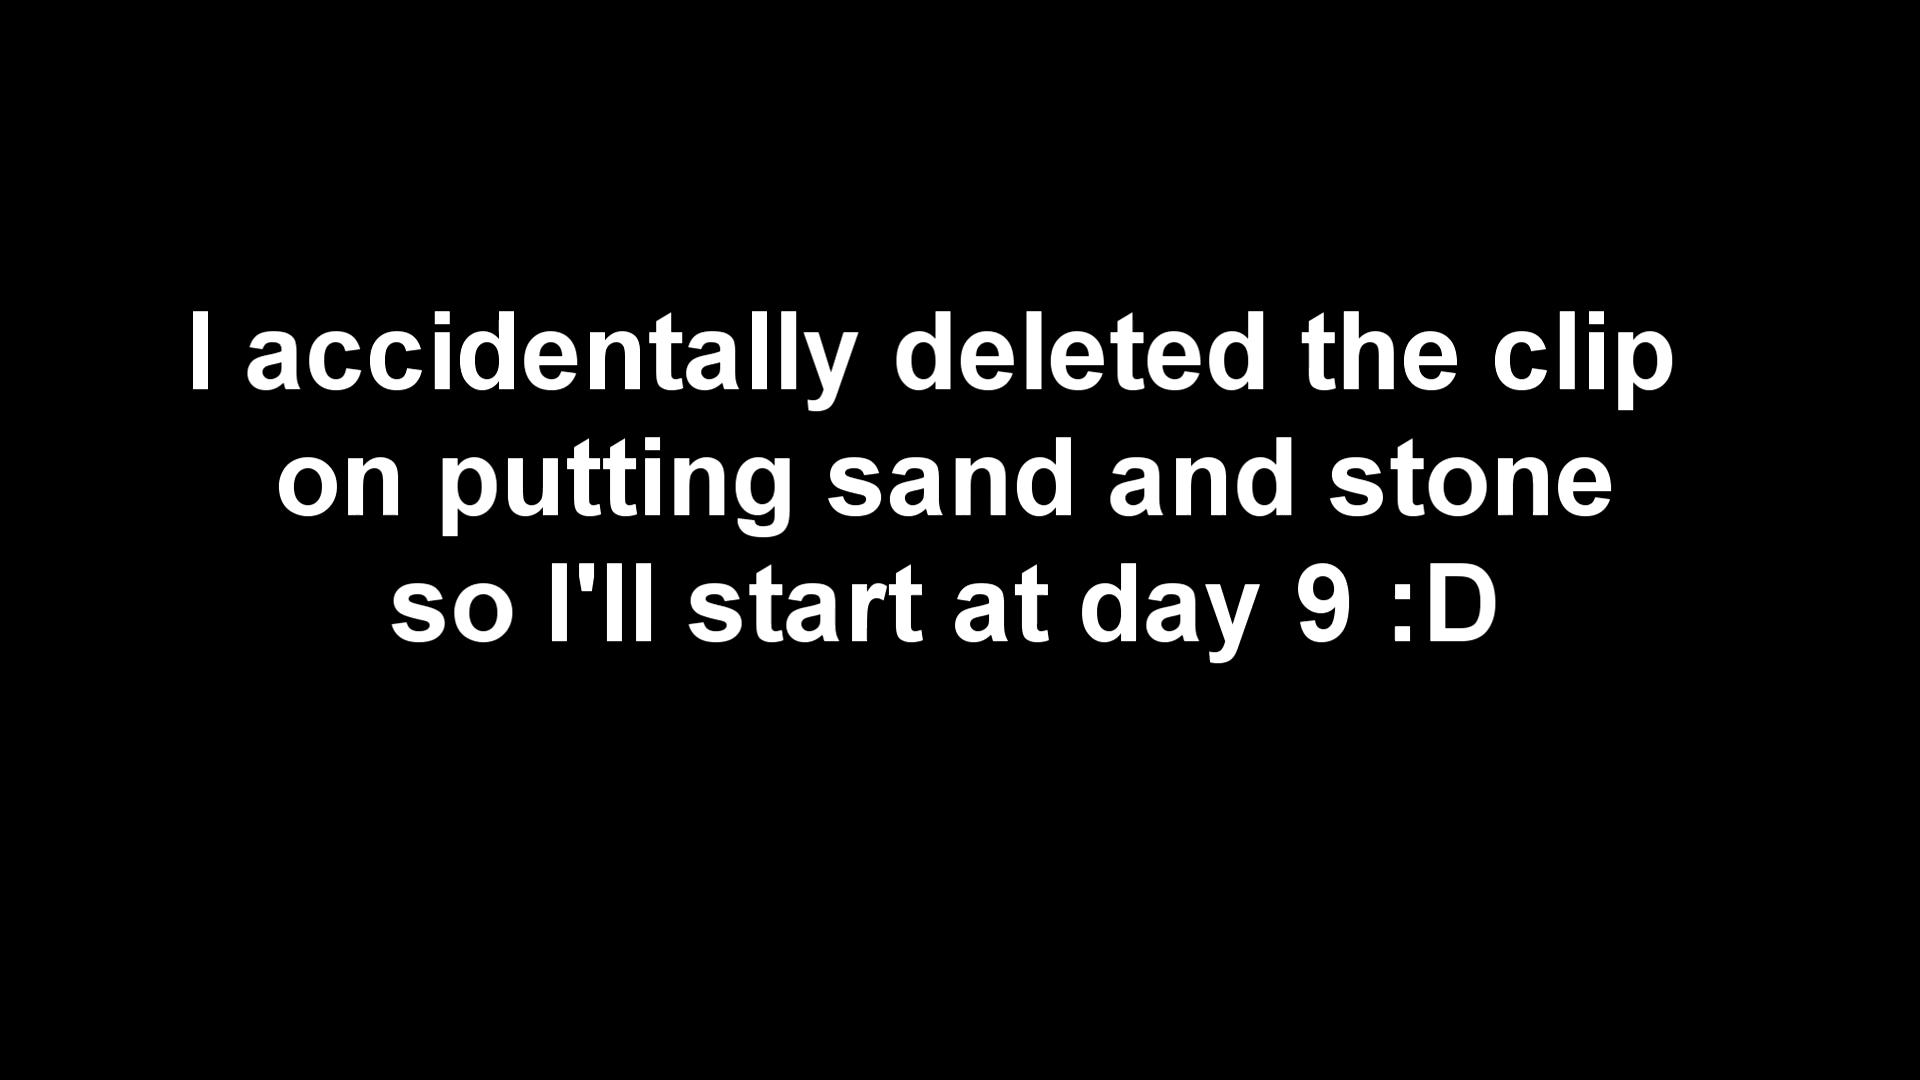 I accidentally deleted the clip
on putting sand and stone
so I'll start at day 9 :D